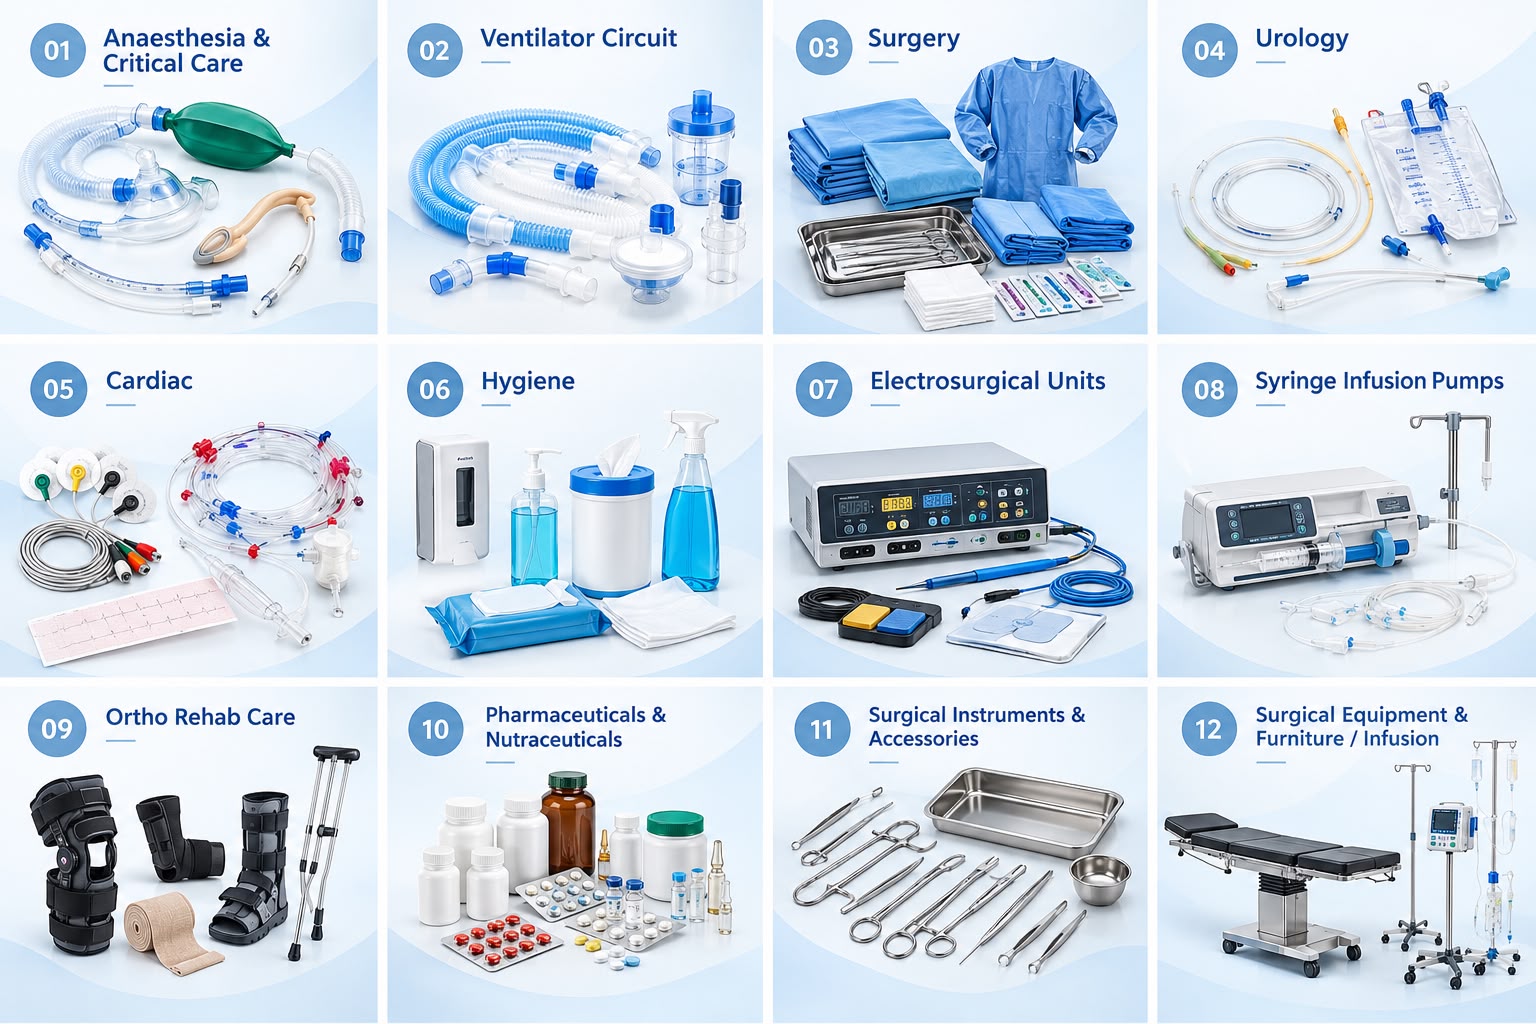 01
Anaesthesia &
Critical Care
02
Ventilator Circuit
03
Surgery
04
Urology
05
Cardiac
06
Hygiene
07
Electrosurgical Units
08
Syringe Infusion Pumps
09
Ortho Rehab Care
10
Pharmaceuticals &
Nutraceuticals
11
Surgical Instruments &
Accessories
12
Surgical Equipment &
Furniture / Infusion